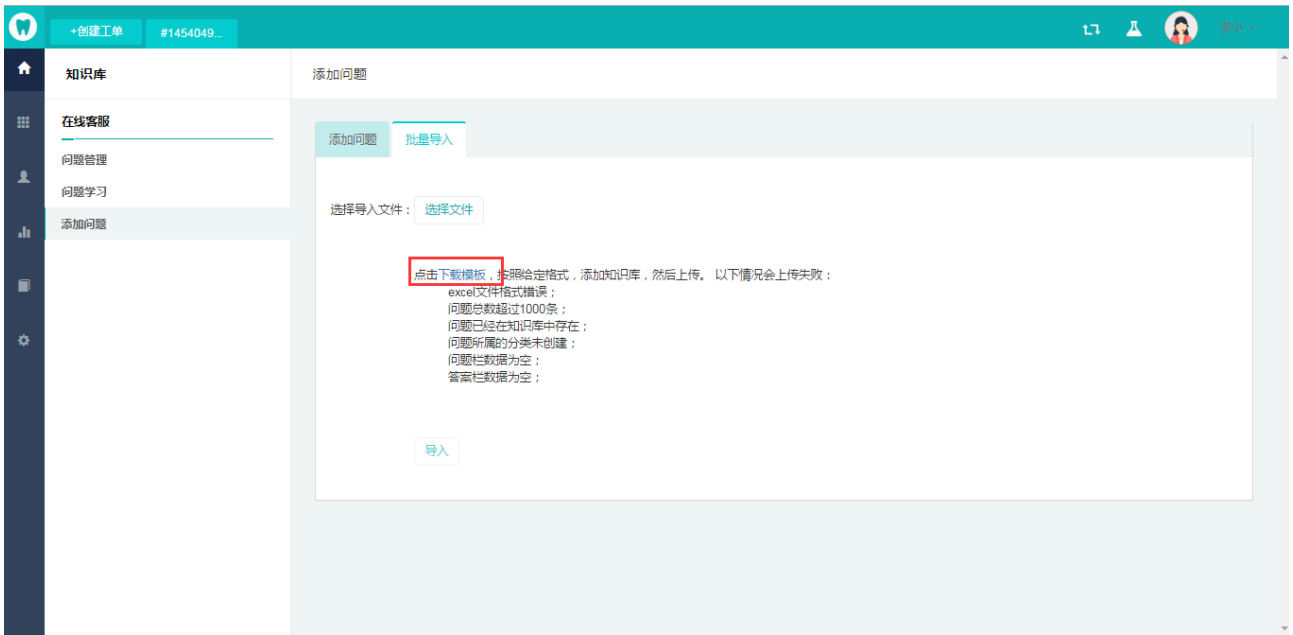 +创建工单
#1454049...
知识库
添加问题
在线客服
问题管理
问题学习
添加问题
添加问题
批量导入
选择导入文件：
选择文件
点击下载模板，按照给定格式，添加知识库，然后上传。 以下情况会上传失败：
excel文件格式错误；
问题总数超过1000条；
问题已经在知识库中存在；
问题所属的分类未创建；
问题栏数据为空；
答案栏数据为空；
导入